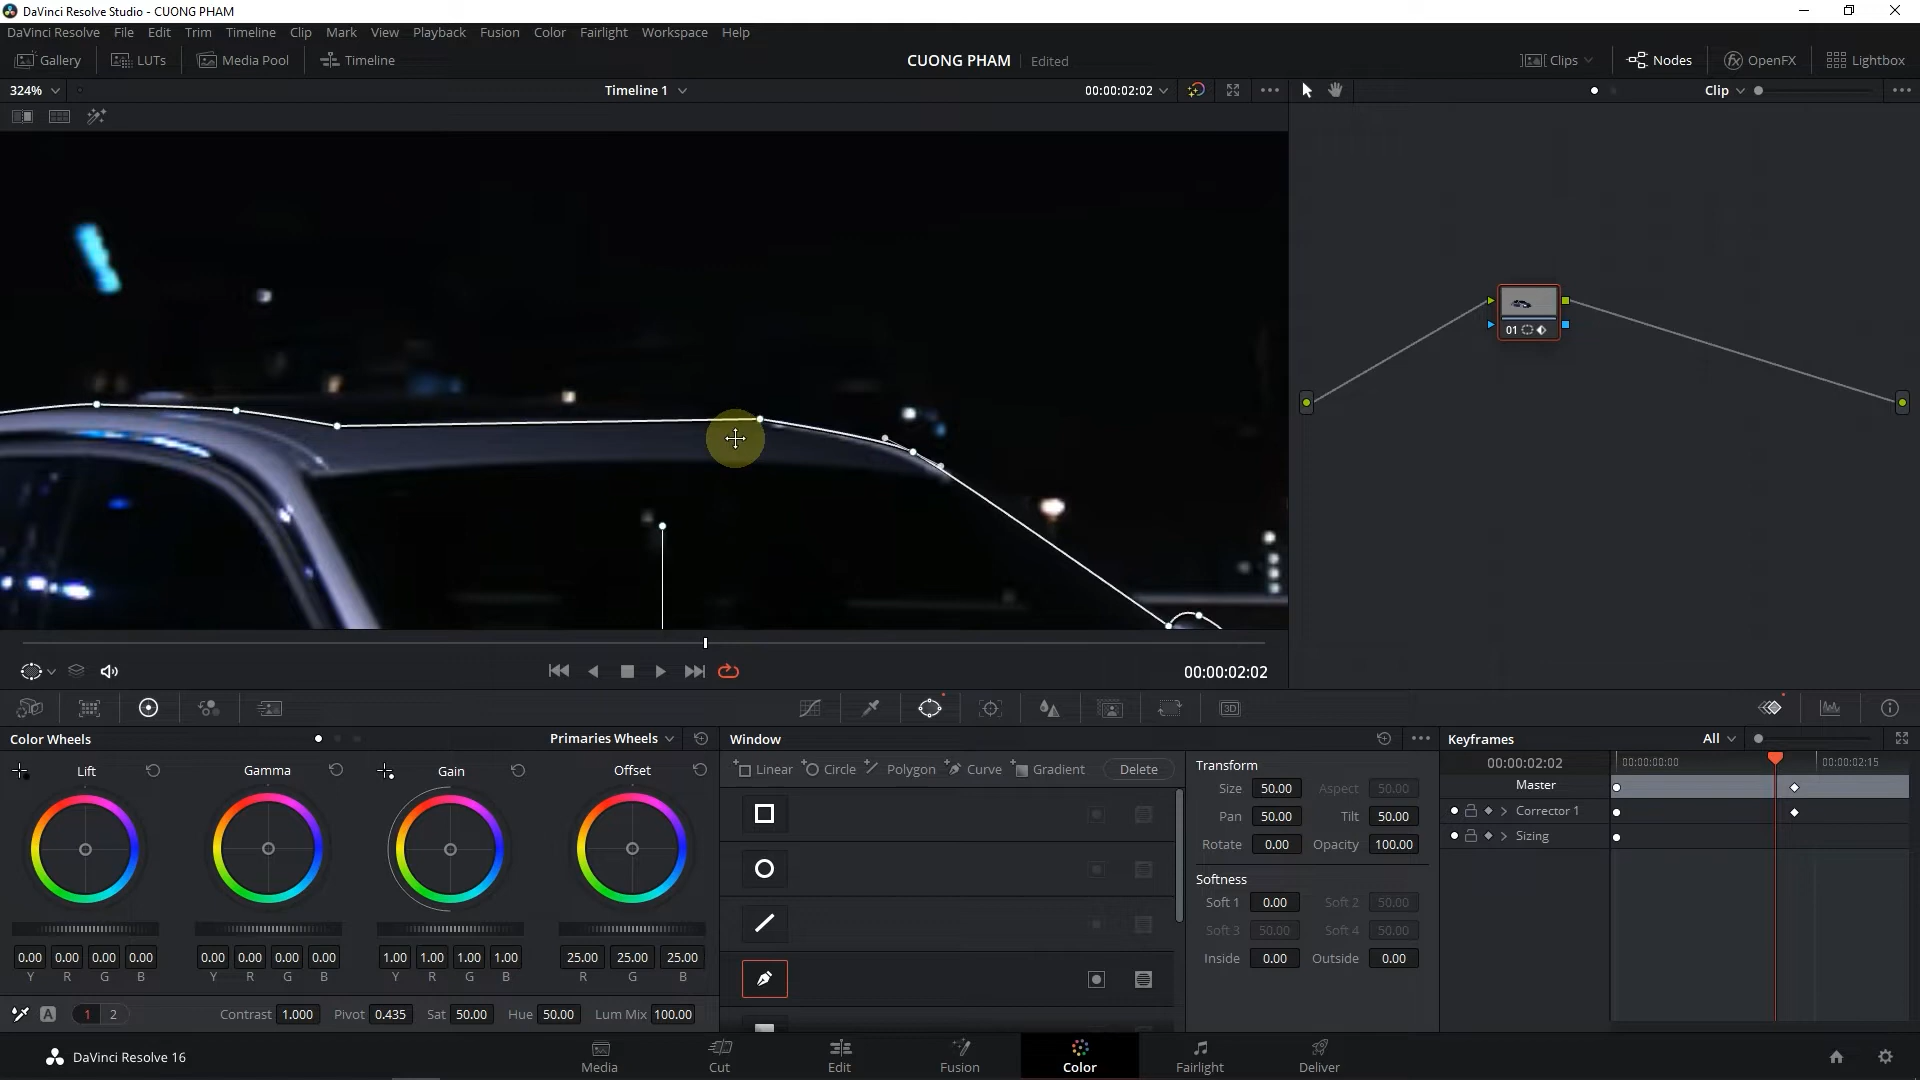 DaVinci Resolve Studio - CUONG PHAM
DaVinci Resolve File Edit Trim Timeline Clip Mark View Playback Fusion Color Fairlight Workspace Help
Gallery LUTs Media Pool Timeline CUONG PHAM Edited Clips Nodes fx OpenFX Lightbox
324% Timeline 1 00:00:02:02 Clip
01
00:00:02:02
3D
Color Wheels Primaries Wheels Window Keyframes All
Lift Gamma Gain Offset
Linear Circle Polygon Curve Gradient Delete
Transform
Size 50.00 Aspect 50.00
Pan 50.00 Tilt 50.00
Rotate 0.00 Opacity 100.00
Softness
Soft 1 0.00 Soft 2 50.00
Soft 3 50.00 Soft 4 50.00
Inside 0.00 Outside 0.00
00:00:02:02 00:00:00:00 00:00:02:15
Master
Corrector 1
Sizing
0.00 0.00 0.00 0.00 0.00 0.00 0.00 0.00 1.00 1.00 1.00 1.00 25.00 25.00 25.00
Y R G B Y R G B Y R G B R G B
A 1 2 Contrast 1.000 Pivot 0.435 Sat 50.00 Hue 50.00 Lum Mix 100.00
DaVinci Resolve 16 Media Cut Edit Fusion Color Fairlight Deliver